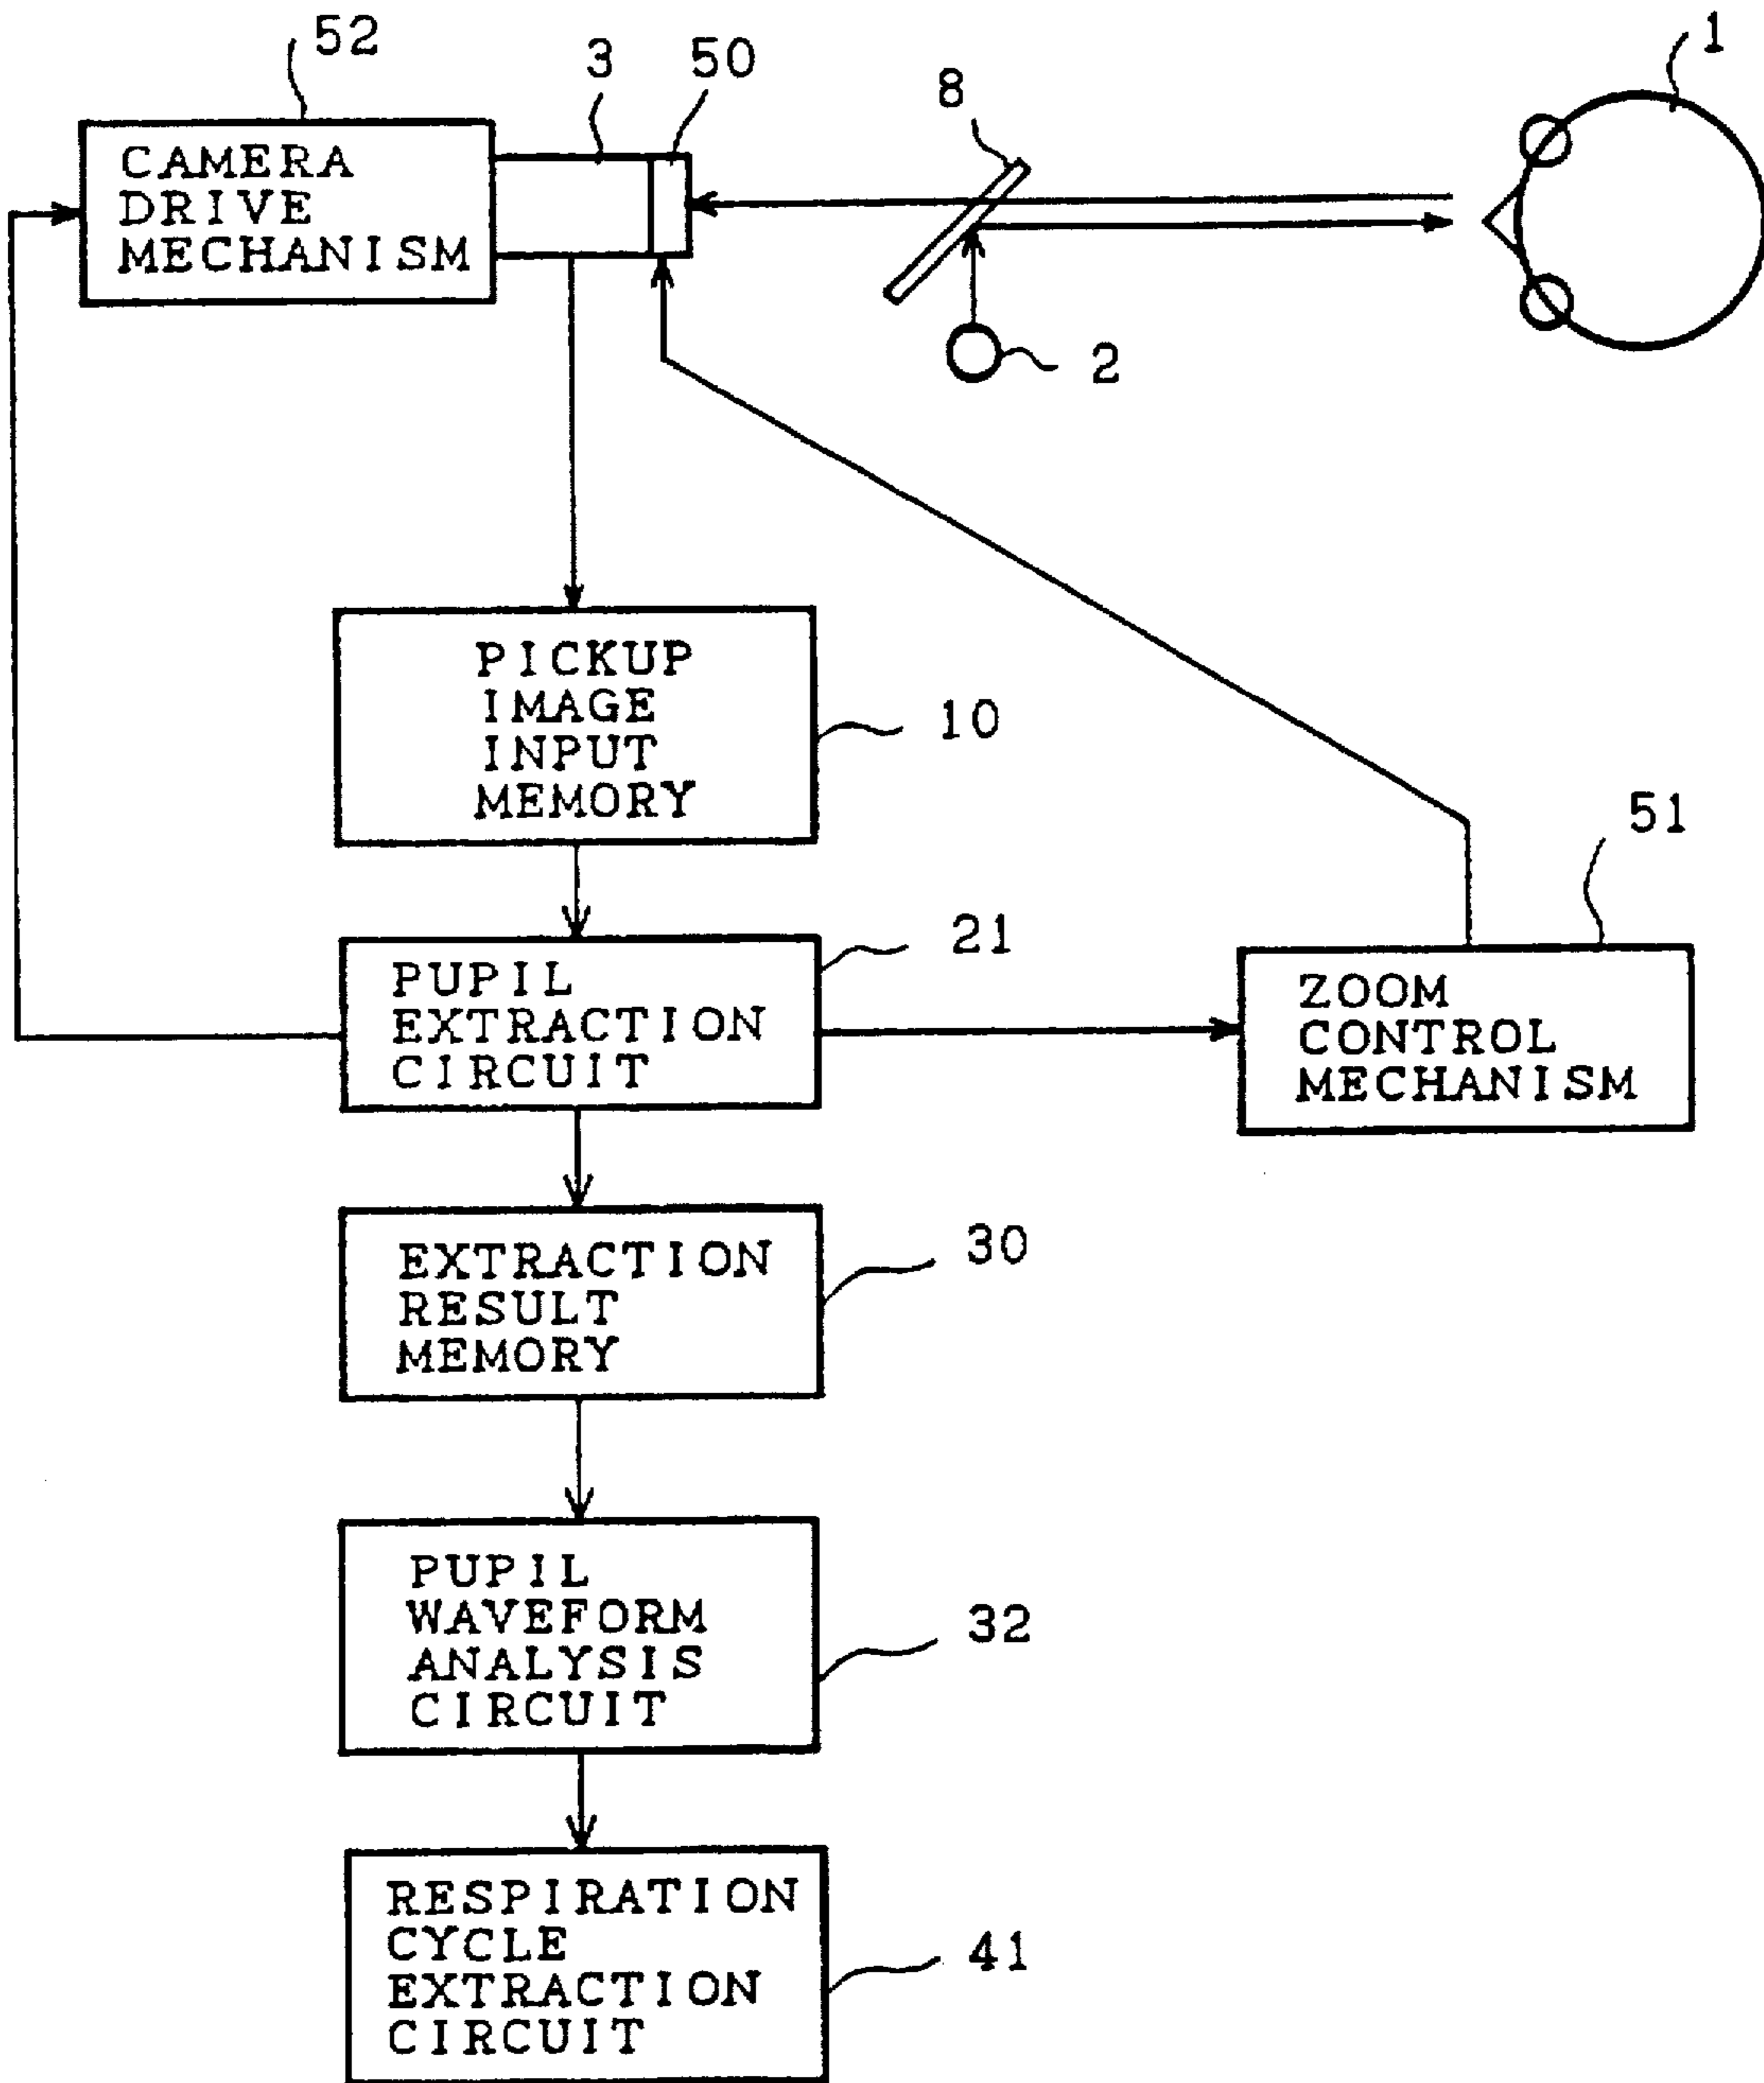 52
3
50
8
1
CAMERA
DRIVE
MECHANISM
2
PICKUP
IMAGE
INPUT
MEMORY
10
51
21
PUPIL
EXTRACTION
CIRCUIT
ZOOM
CONTROL
MECHANISM
EXTRACTION
RESULT
MEMORY
30
PUPIL
WAVEFORM
ANALYSIS
CIRCUIT
32
RESPIRATION
CYCLE
EXTRACTION
CIRCUIT
41